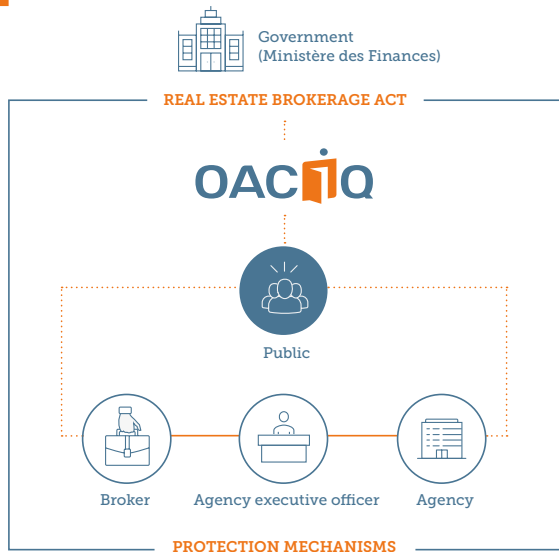 Government
(Ministère des Finances)
REAL ESTATE BROKERAGE ACT
OACIQ
Public
Broker
Agency executive officer
Agency
PROTECTION MECHANISMS